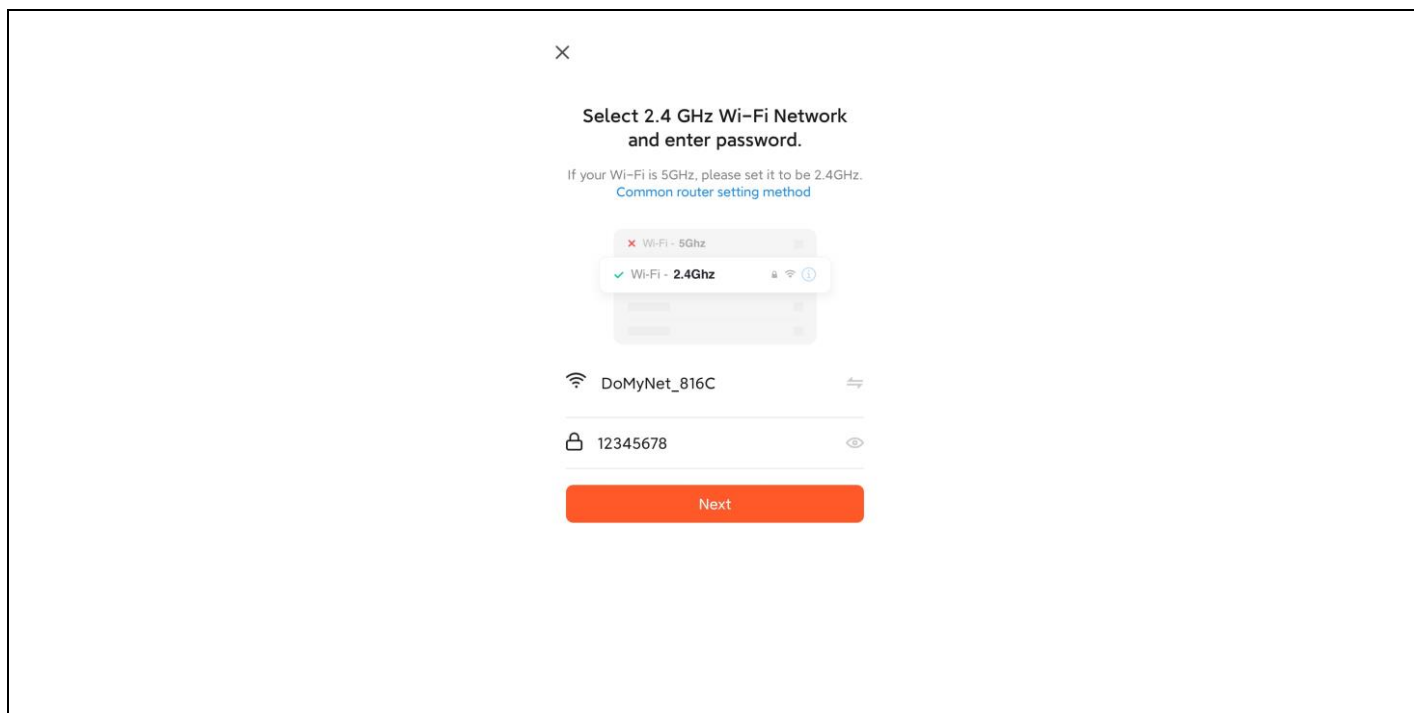 Select 2.4 GHz Wi-Fi Network
and enter password.
If your Wi-Fi is 5GHz, please set it to be 2.4GHz.
Common router setting method
Wi-Fi - 5Ghz
Wi-Fi - 2.4Ghz
DoMyNet_816C
12345678
Next